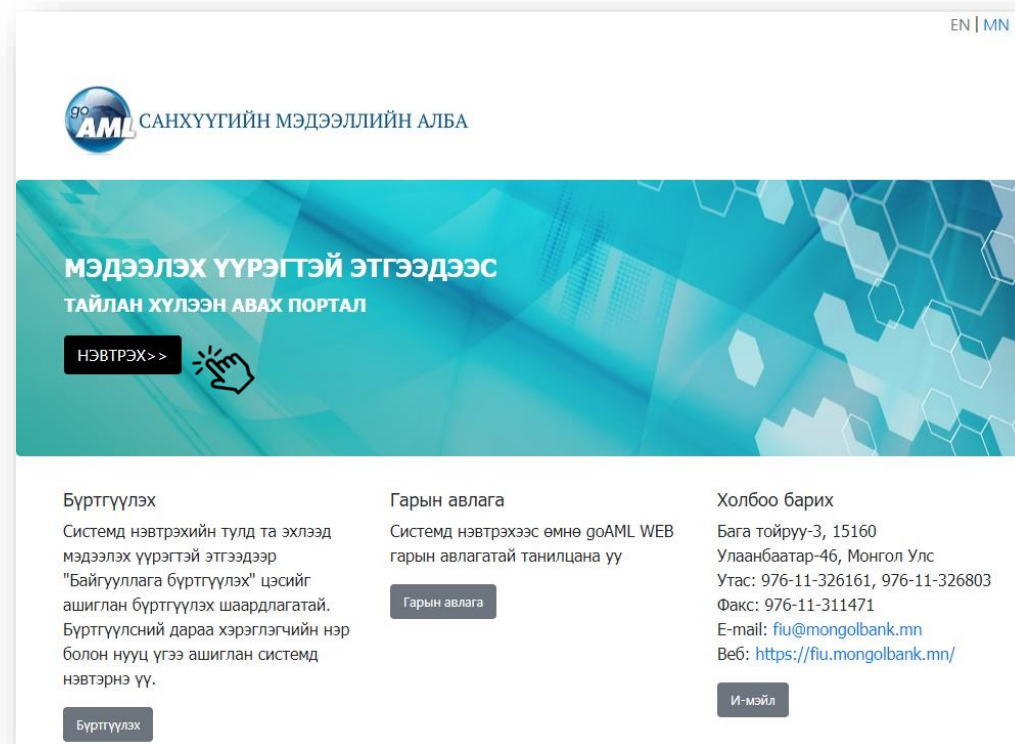 EN | MN
go
AML
САНХҮҮГИЙН МЭДЭЭЛЛИЙН АЛБА
МЭДЭЭЛЭХ ҮҮРЭГТЭЙ ЭТГЭЭДЭЭС
ТАЙЛАН ХҮЛЭЭН АВАХ ПОРТАЛ
НЭВТРЭХ>>
Бүртгүүлэх
Системд нэвтрэхийн тулд та эхлээд
мэдээлэх үүрэгтэй этгээдээр
"Байгууллага бүртгүүлэх" цэсийг
ашиглан бүртгүүлэх шаардлагатай.
Бүртгүүлсний дараа хэрэглэгчийн нэр
болон нууц үгээ ашиглан системд
нэвтэрнэ үү.
Бүртгүүлэх
Гарын авлага
Системд нэвтрэхээс өмнө goAML WEB
гарын авлагатай танилцана уу
Гарын авлага
Холбоо барих
Бага тойруу-3, 15160
Улаанбаатар-46, Монгол Улс
Утас: 976-11-326161, 976-11-326803
Факс: 976-11-311471
E-mail: fiu@mongolbank.mn
Веб: https://fiu.mongolbank.mn/
И-мэйл